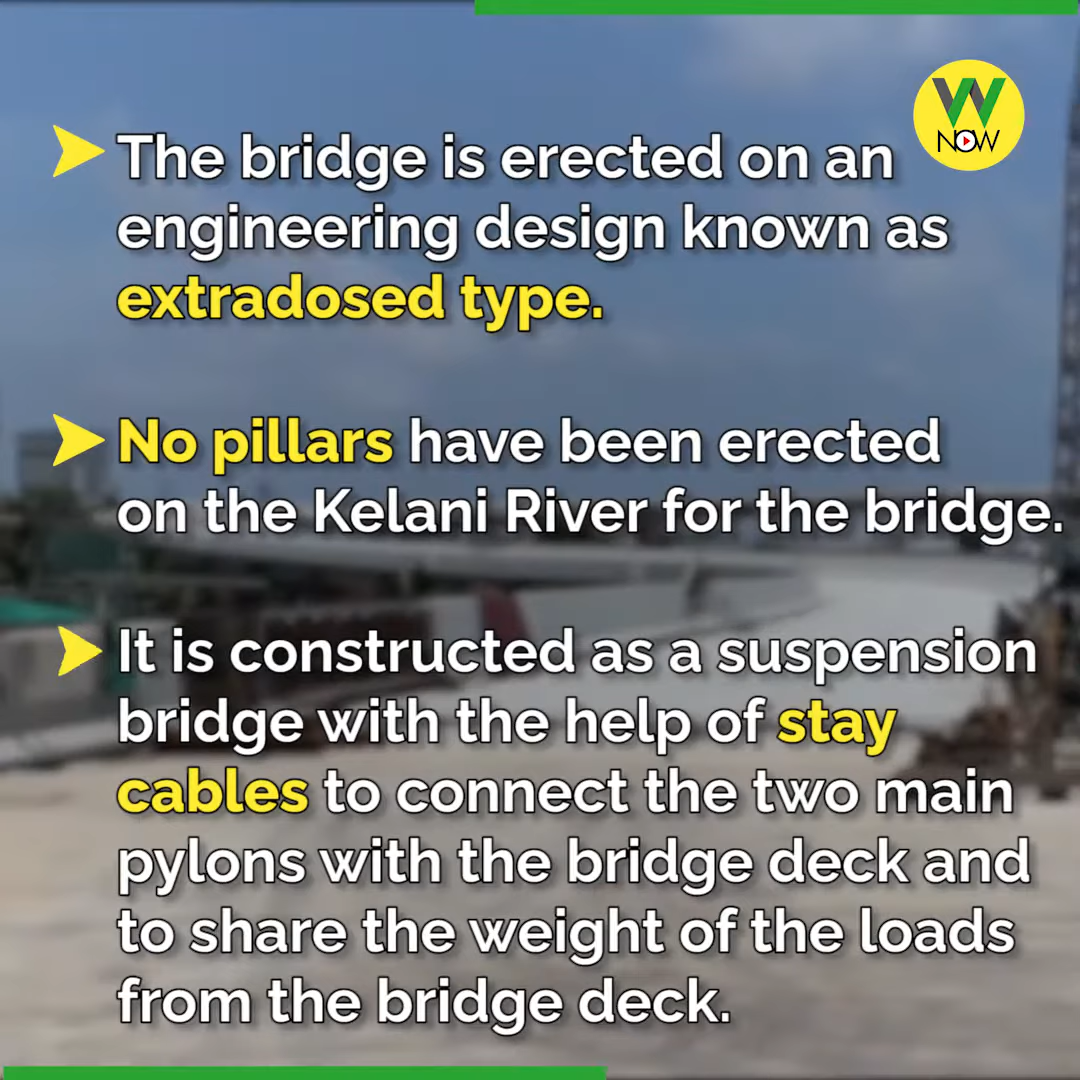 W
NOW
The bridge is erected on an
engineering design known as
extradosed type.
No pillars have been erected
on the Kelani River for the bridge.
It is constructed as a suspension
bridge with the help of stay
cables to connect the two main
pylons with the bridge deck and
to share the weight of the loads
from the bridge deck.